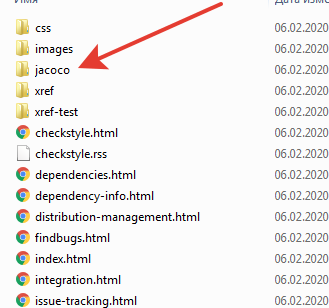 css 06.02.2020
images 06.02.2020
jacoco 06.02.2020
xref 06.02.2020
xref-test 06.02.2020
checkstyle.html 06.02.2020
checkstyle.rss 06.02.2020
dependencies.html 06.02.2020
dependency-info.html 06.02.2020
distribution-management.html 06.02.2020
findbugs.html 06.02.2020
index.html 06.02.2020
integration.html 06.02.2020
issue-tracking.html 06.02.2020